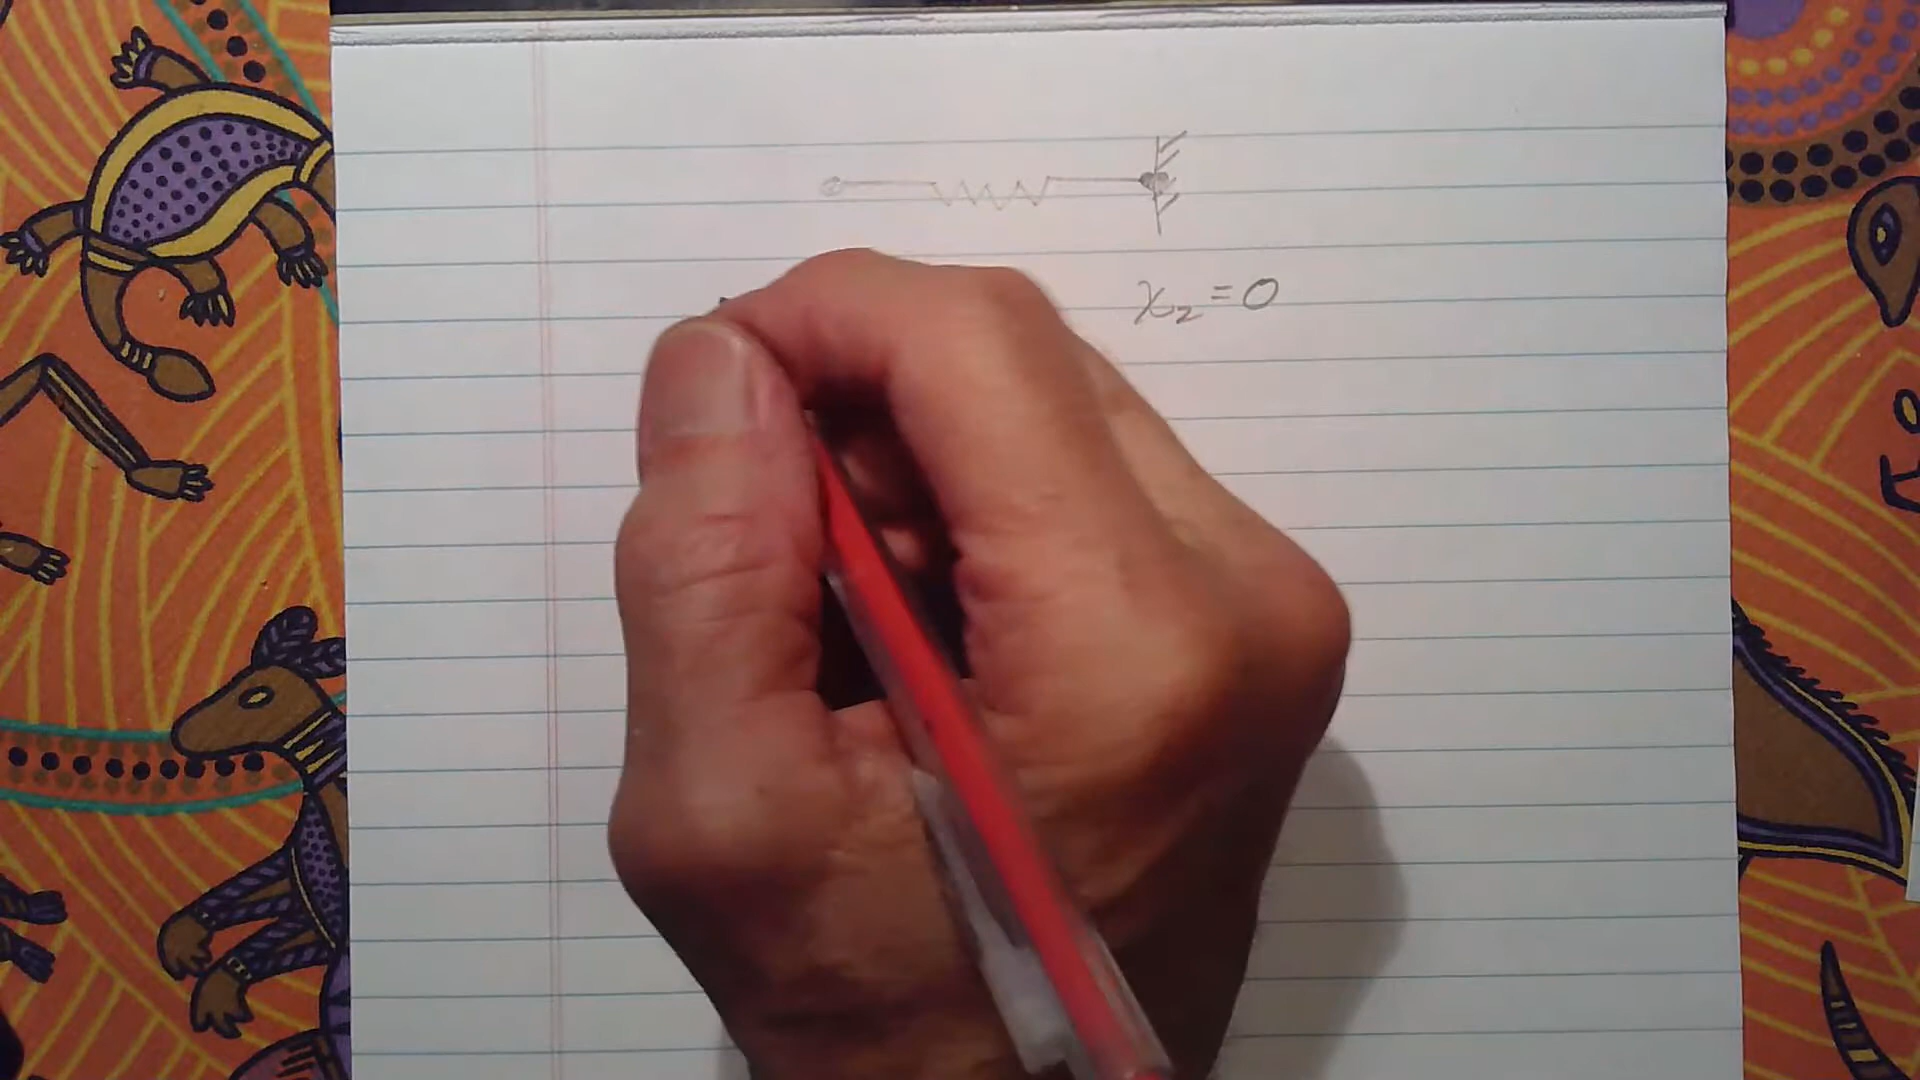 x₂ = 0